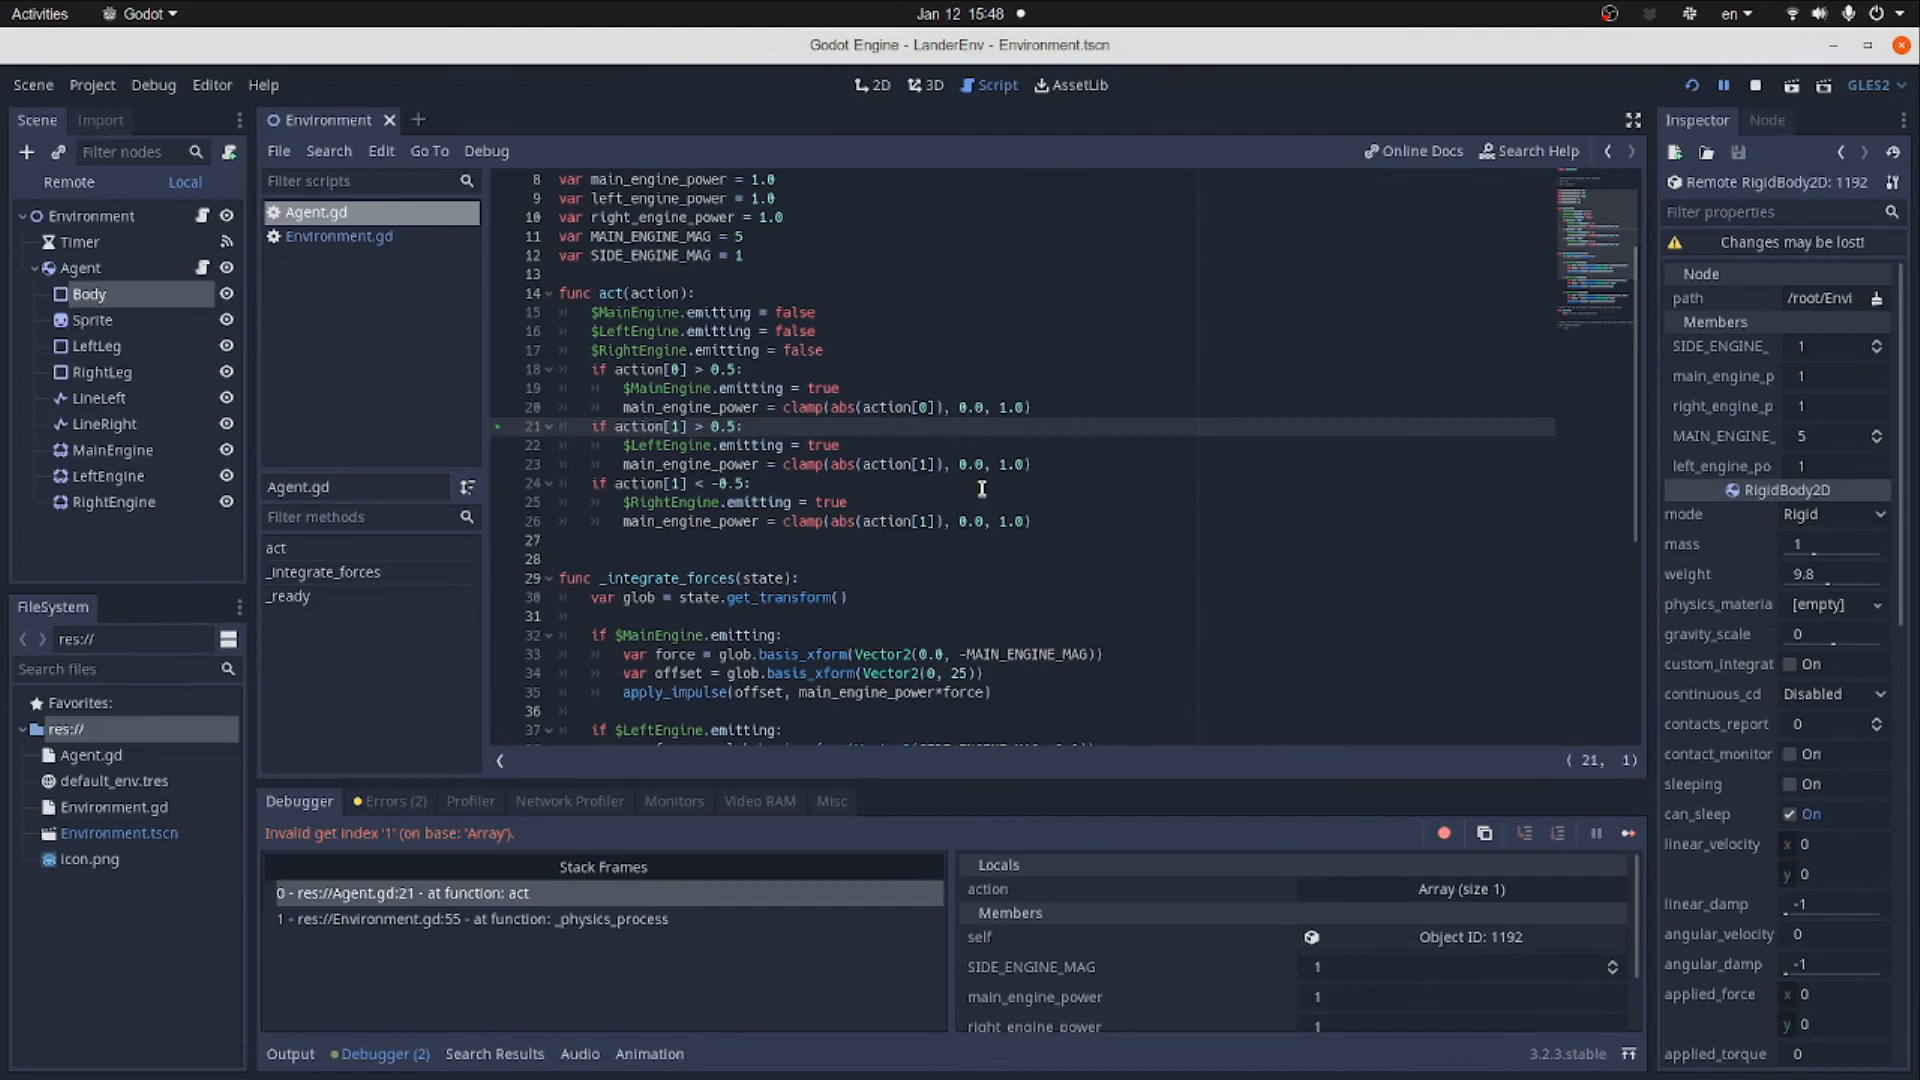 Activities
Godot
Jan 12 15:48
en
Godot Engine - LanderEnv - Environment.tscn
Scene Project Debug Editor Help
2D 3D Script AssetLib
GLES2
Scene Import
Filter nodes
Remote Local
Environment
Timer
Agent
Body
Sprite
LeftLeg
RightLeg
LineLeft
LineRight
MainEngine
LeftEngine
RightEngine
FileSystem
res://
Search files
Favorites:
res://
Agent.gd
default_env.tres
Environment.gd
Environment.tscn
icon.png
Environment
File Search Edit Go To Debug
Online Docs Search Help
Filter scripts
Agent.gd
Environment.gd
Agent.gd
Filter methods
act
_integrate_forces
_ready
8 var main_engine_power = 1.0
9 var left_engine_power = 1.0
10 var right_engine_power = 1.0
11 var MAIN_ENGINE_MAG = 5
12 var SIDE_ENGINE_MAG = 1
13
14 func act(action):
15 $MainEngine.emitting = false
16 $LeftEngine.emitting = false
17 $RightEngine.emitting = false
18 if action[0] > 0.5:
19 $MainEngine.emitting = true
20 main_engine_power = clamp(abs(action[0]), 0.0, 1.0)
21 if action[1] > 0.5:
22 $LeftEngine.emitting = true
23 main_engine_power = clamp(abs(action[1]), 0.0, 1.0)
24 if action[1] < -0.5:
25 $RightEngine.emitting = true
26 main_engine_power = clamp(abs(action[1]), 0.0, 1.0)
27
28
29 func _integrate_forces(state):
30 var glob = state.get_transform()
31
32 if $MainEngine.emitting:
33 var force = glob.basis_xform(Vector2(0.0, -MAIN_ENGINE_MAG))
34 var offset = glob.basis_xform(Vector2(0, 25))
35 apply_impulse(offset, main_engine_power*force)
36
37 if $LeftEngine.emitting:
( 21, 1)
Debugger Errors (2) Profiler Network Profiler Monitors Video RAM Misc
Invalid get index '1' (on base: 'Array').
Stack Frames
0 - res://Agent.gd:21 - at function: act
1 - res://Environment.gd:55 - at function: _physics_process
Locals
action Array (size 1)
Members
self Object ID: 1192
SIDE_ENGINE_MAG 1
main_engine_power 1
right_engine_power 1
Output Debugger (2) Search Results Audio Animation
3.2.3.stable
Inspector Node
Remote RigidBody2D: 1192
Filter properties
Changes may be lost!
Node
path /root/Envi
Members
SIDE_ENGINE_ 1
main_engine_p 1
right_engine_p 1
MAIN_ENGINE_ 5
left_engine_po 1
RigidBody2D
mode Rigid
mass 1
weight 9.8
physics_materia [empty]
gravity_scale 0
custom_integrat On
continuous_cd Disabled
contacts_report 0
contact_monitor On
sleeping On
can_sleep On
linear_velocity x 0
y 0
linear_damp -1
angular_velocity 0
angular_damp -1
applied_force x 0
y 0
applied_torque 0